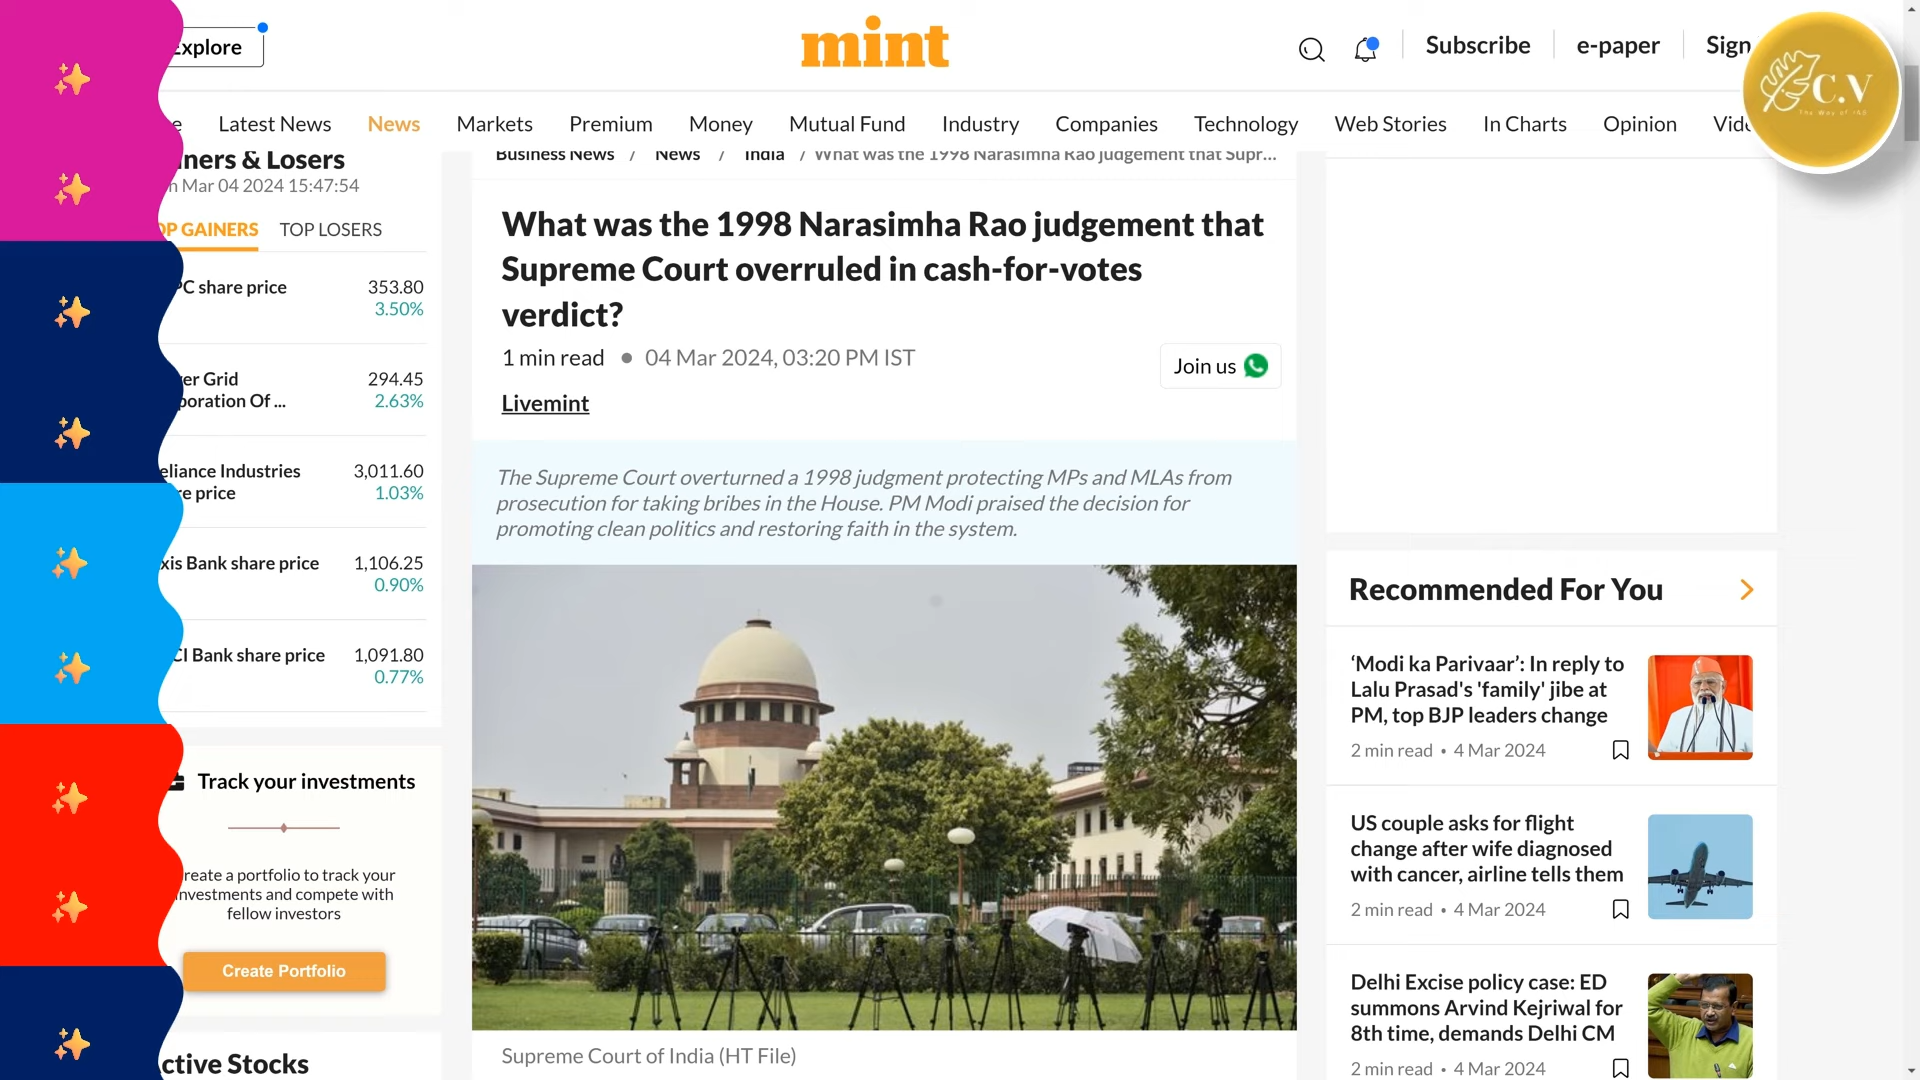 Explore
mint
Subscribe
e-paper
Sign
C.V
Latest News
News
Markets
Premium
Money
Mutual Fund
Industry
Companies
Technology
Web Stories
In Charts
Opinion
Business News / News / India / What was the 1998 Narasimha Rao judgement that Supr...
ners & Losers
Mar 04 2024 15:47:54
OP GAINERS
TOP LOSERS
C share price
353.80
3.50%
er Grid
294.45
poration Of ...
2.63%
eliance Industries
3,011.60
re price
1.03%
xis Bank share price
1,106.25
0.90%
CI Bank share price
1,091.80
0.77%
Track your investments
reate a portfolio to track your
nvestments and compete with
fellow investors
Create Portfolio
ctive Stocks
What was the 1998 Narasimha Rao judgement that
Supreme Court overruled in cash-for-votes
verdict?
1 min read • 04 Mar 2024, 03:20 PM IST
Join us
Livemint
The Supreme Court overturned a 1998 judgment protecting MPs and MLAs from
prosecution for taking bribes in the House. PM Modi praised the decision for
promoting clean politics and restoring faith in the system.
Supreme Court of India (HT File)
Recommended For You
‘Modi ka Parivaar’: In reply to
Lalu Prasad's 'family' jibe at
PM, top BJP leaders change
2 min read • 4 Mar 2024
US couple asks for flight
change after wife diagnosed
with cancer, airline tells them
2 min read • 4 Mar 2024
Delhi Excise policy case: ED
summons Arvind Kejriwal for
8th time, demands Delhi CM
2 min read • 4 Mar 2024